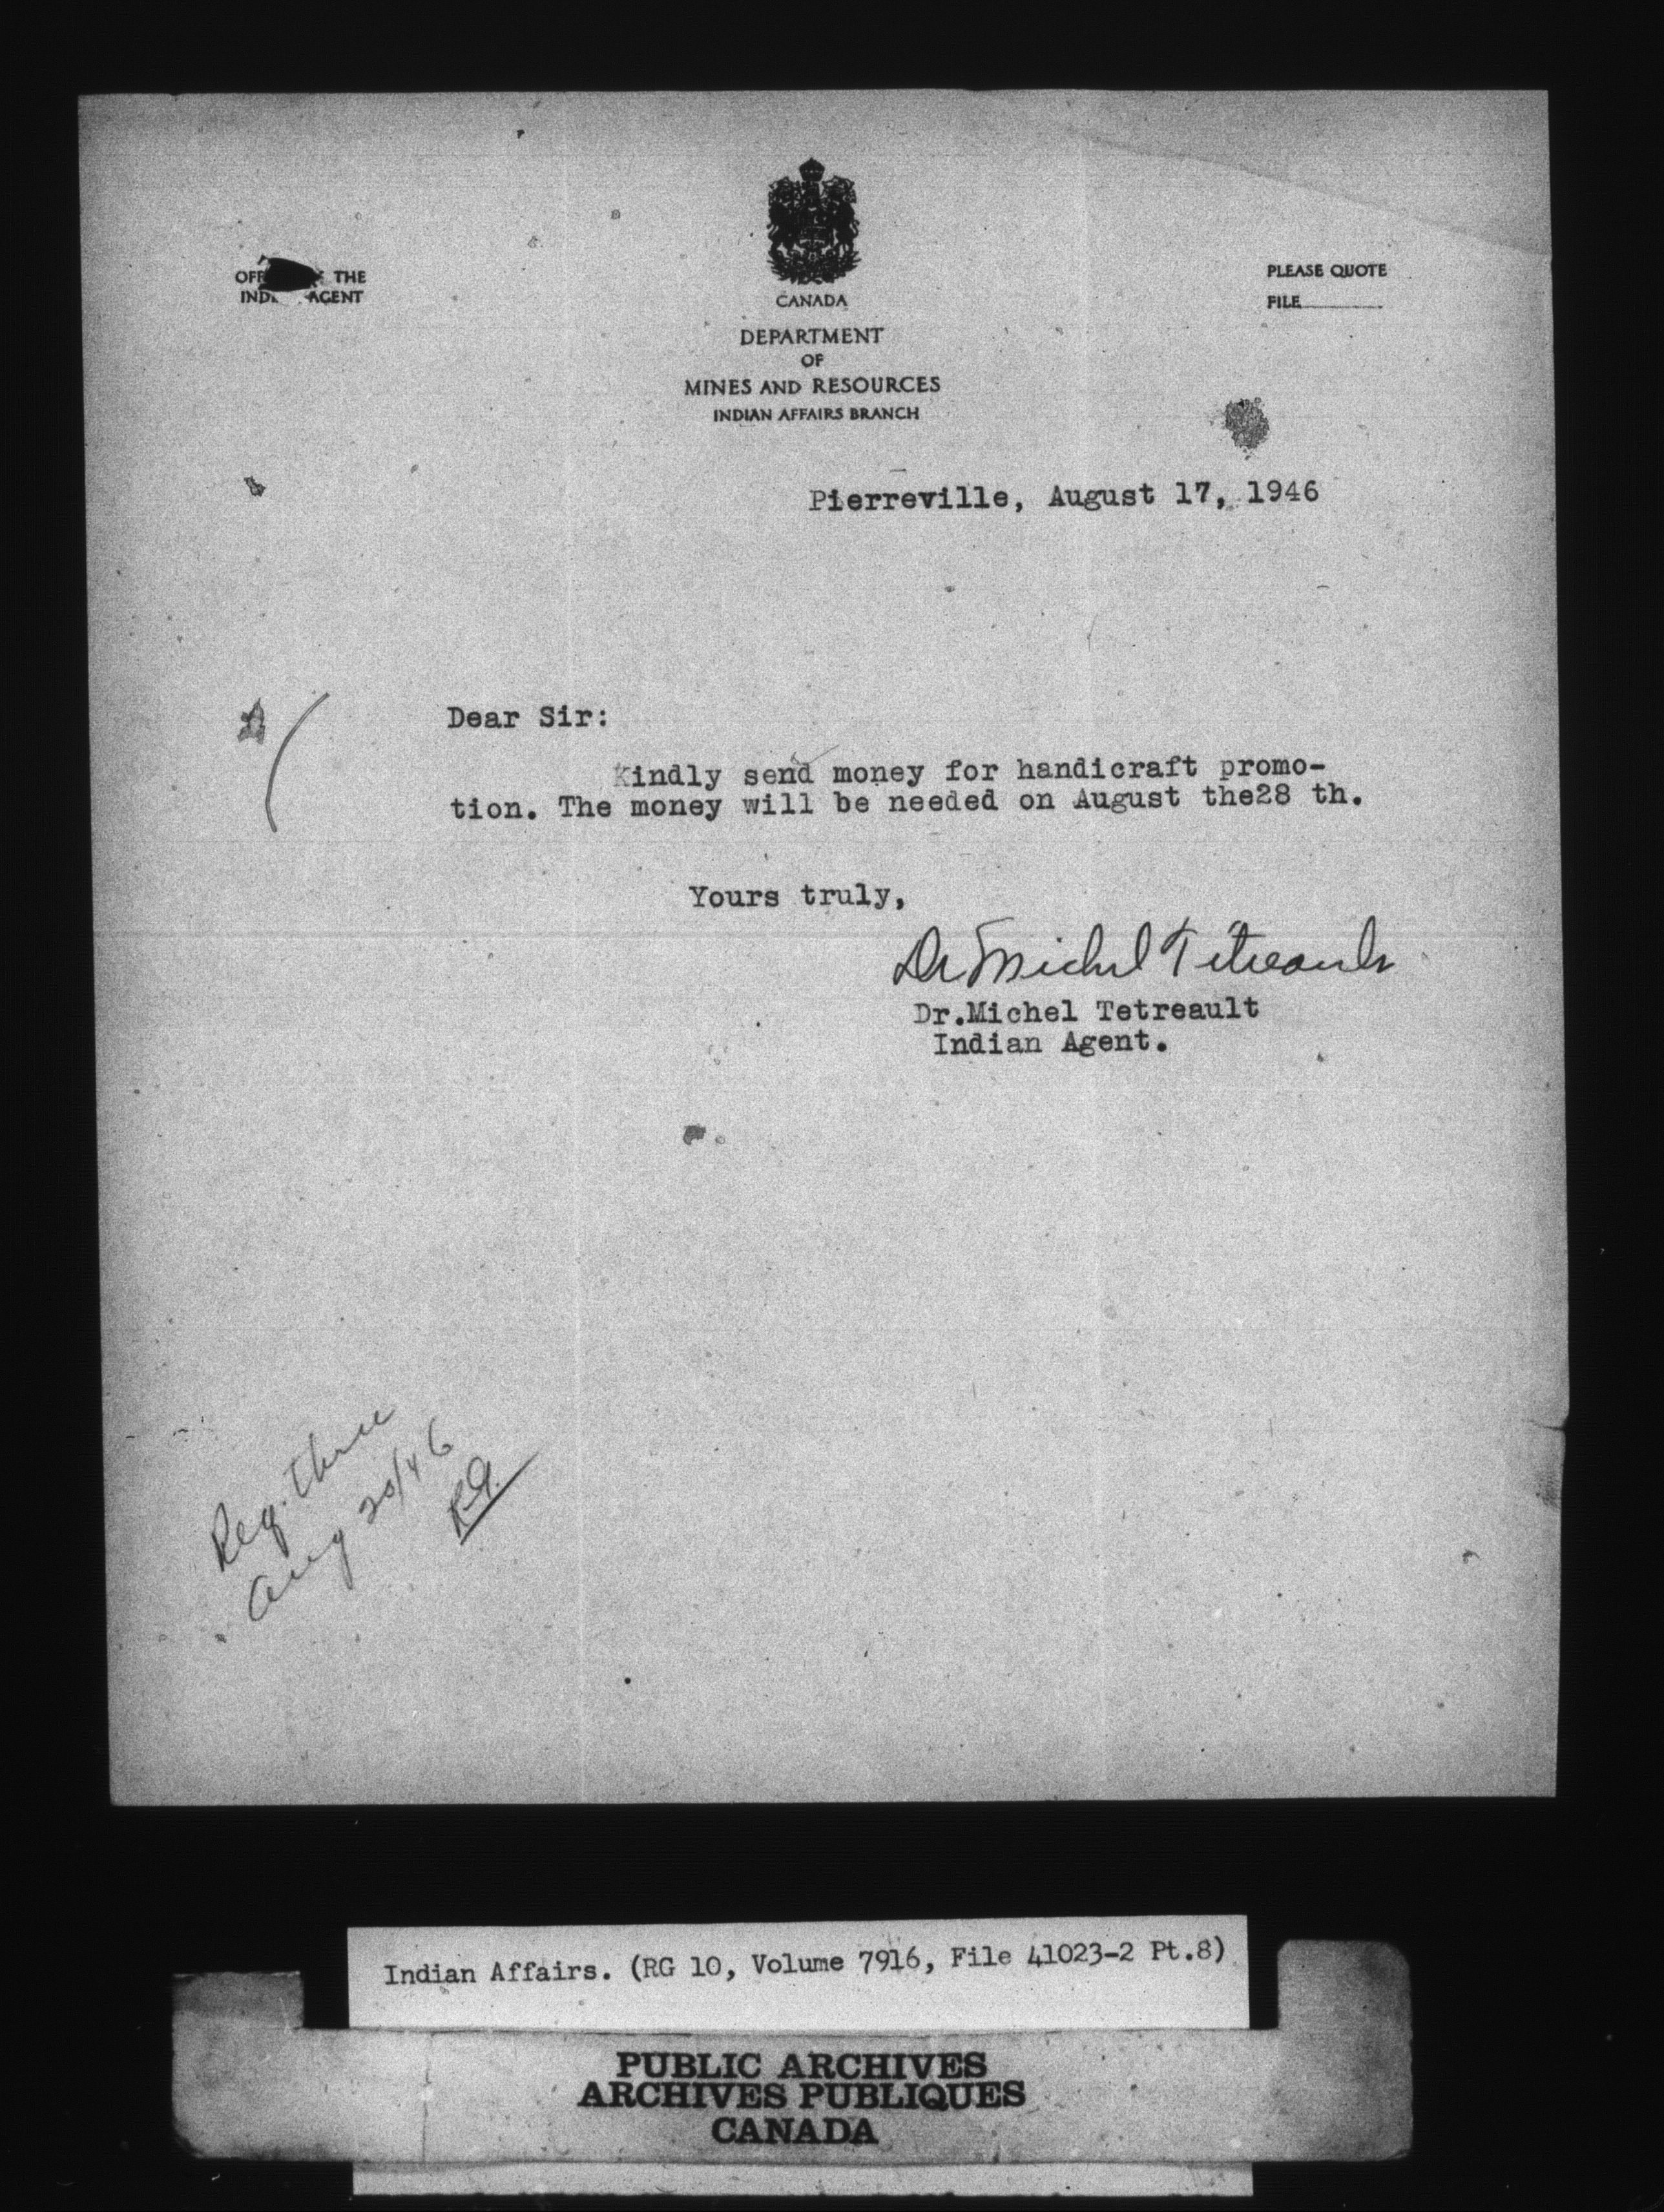 OFF THE
IND AGENT
CANADA
DEPARTMENT
OF
MINES AND RESOURCES
INDIAN AFFAIRS BRANCH
PLEASE QUOTE
FILE
Pierreville, August 17, 1946
Dear Sir:
Kindly send money for handicraft promo-
tion. The money will be needed on August the28 th.
Yours truly,
Dr Michel Tetreault
Dr.Michel Tetreault
Indian Agent.
Req. three
Aug 20/46
Indian Affairs. (RG 10, Volume 7916, File 41023-2 Pt.8)
PUBLIC ARCHIVES
ARCHIVES PUBLIQUES
CANADA